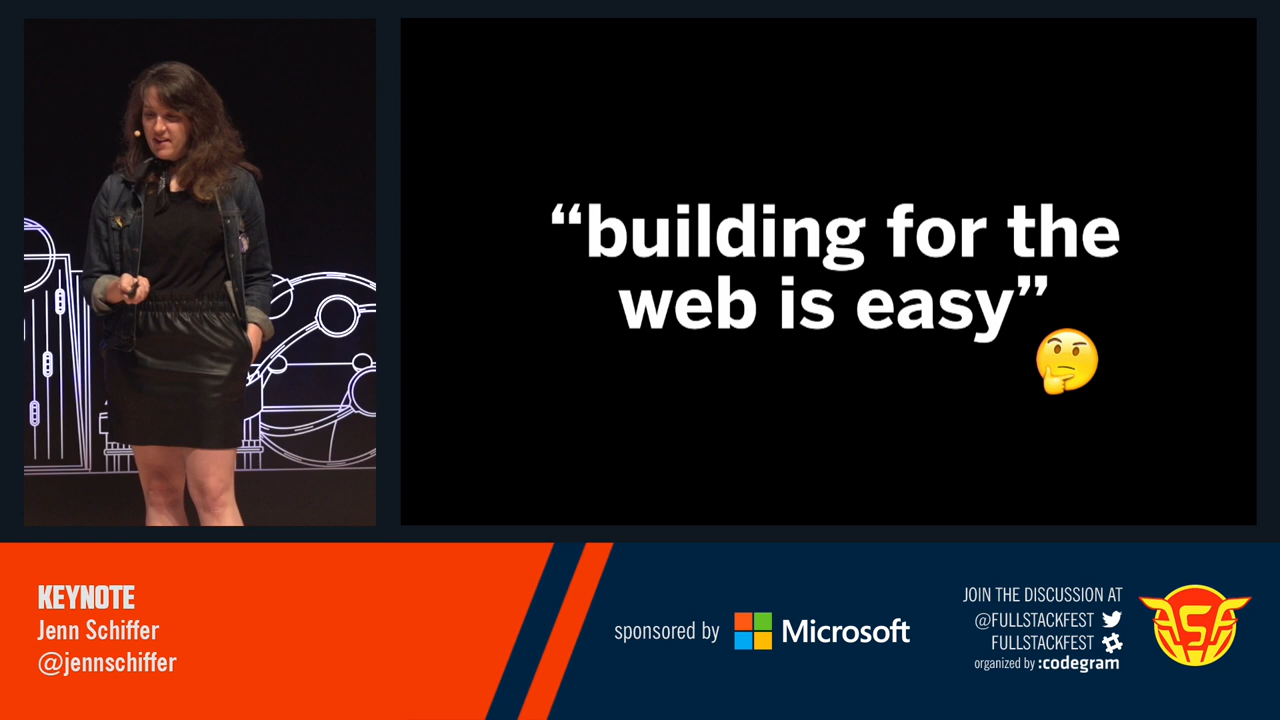 “building for the
web is easy”
KEYNOTE
Jenn Schiffer
@jennschiffer
sponsored by Microsoft
JOIN THE DISCUSSION AT
@FULLSTACKFEST
FULLSTACKFEST
organized by :codegram
FSF